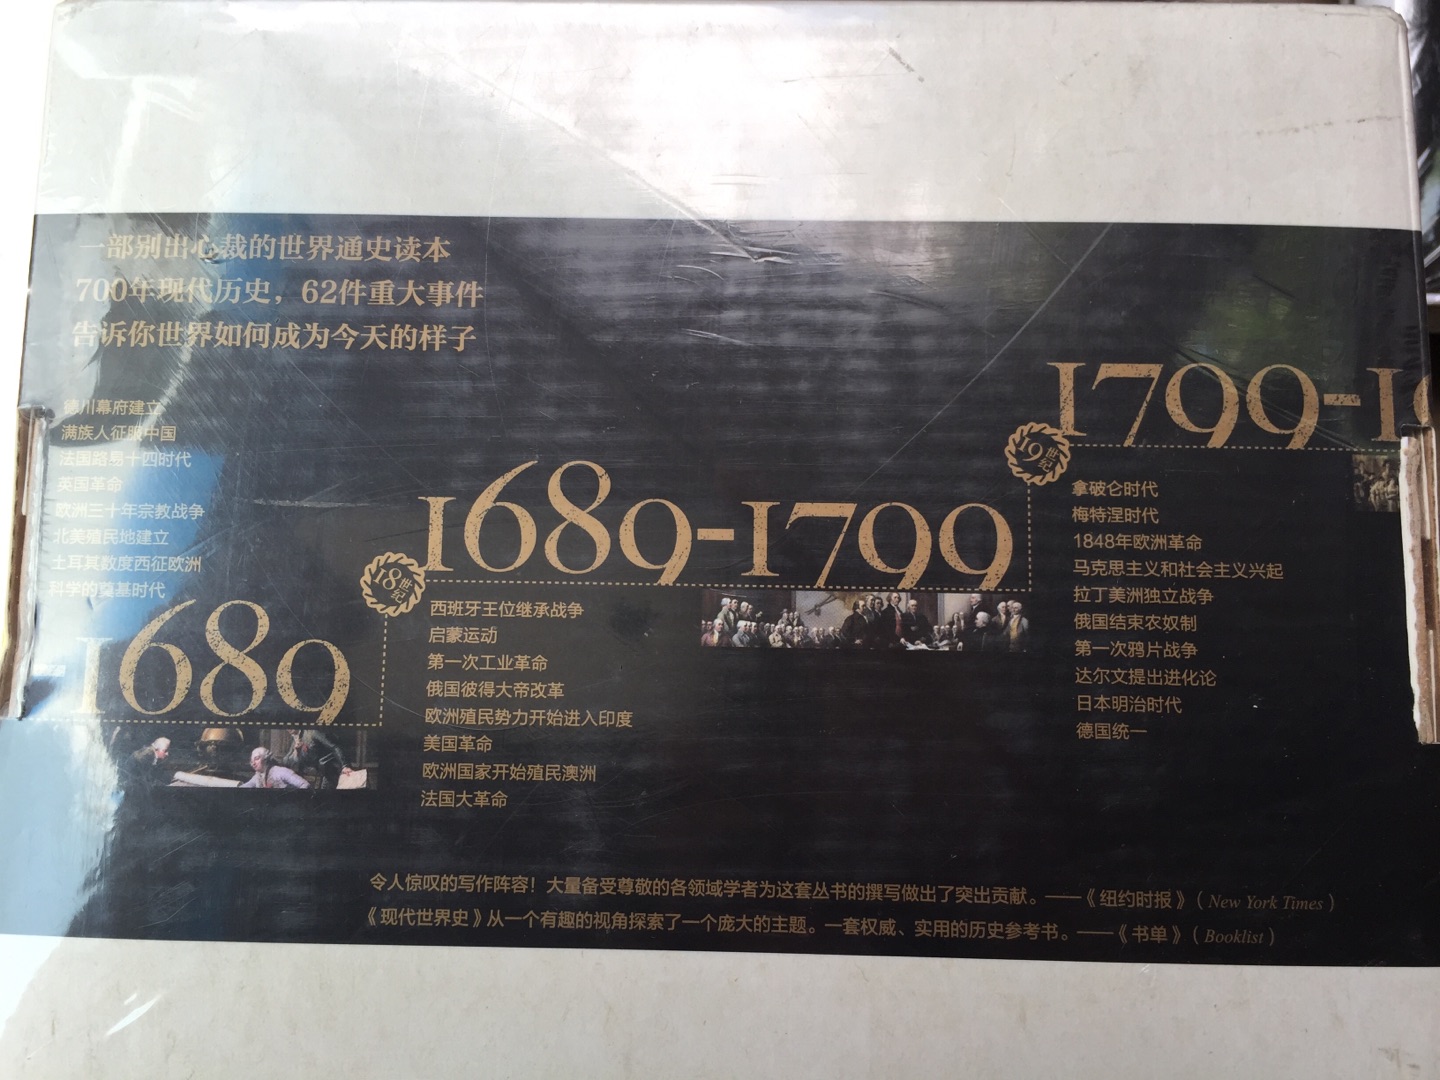 一部别出心裁的世界通史读本
700年现代历史，62件重大事件
告诉你世界如何成为今天的样子
德川幕府建立
满族人征服中国
法国路易十四时代
英国革命
欧洲三十年宗教战争
北美殖民地建立
土耳其数度西征欧洲
科学的奠基时代
1689
18世纪
1689-1799
西班牙王位继承战争
启蒙运动
第一次工业革命
俄国彼得大帝改革
欧洲殖民势力开始进入印度
美国革命
欧洲国家开始殖民澳洲
法国大革命
19世纪
1799-1
拿破仑时代
梅特涅时代
1848年欧洲革命
马克思主义和社会主义兴起
拉丁美洲独立战争
俄国结束农奴制
第一次鸦片战争
达尔文提出进化论
日本明治时代
德国统一
令人惊叹的写作阵容！大量备受尊敬的各领域学者为这套丛书的撰写做出了突出贡献。——《纽约时报》（New York Times）
《现代世界史》从一个有趣的视角探索了一个庞大的主题。一套权威、实用的历史参考书。——《书单》（Booklist）